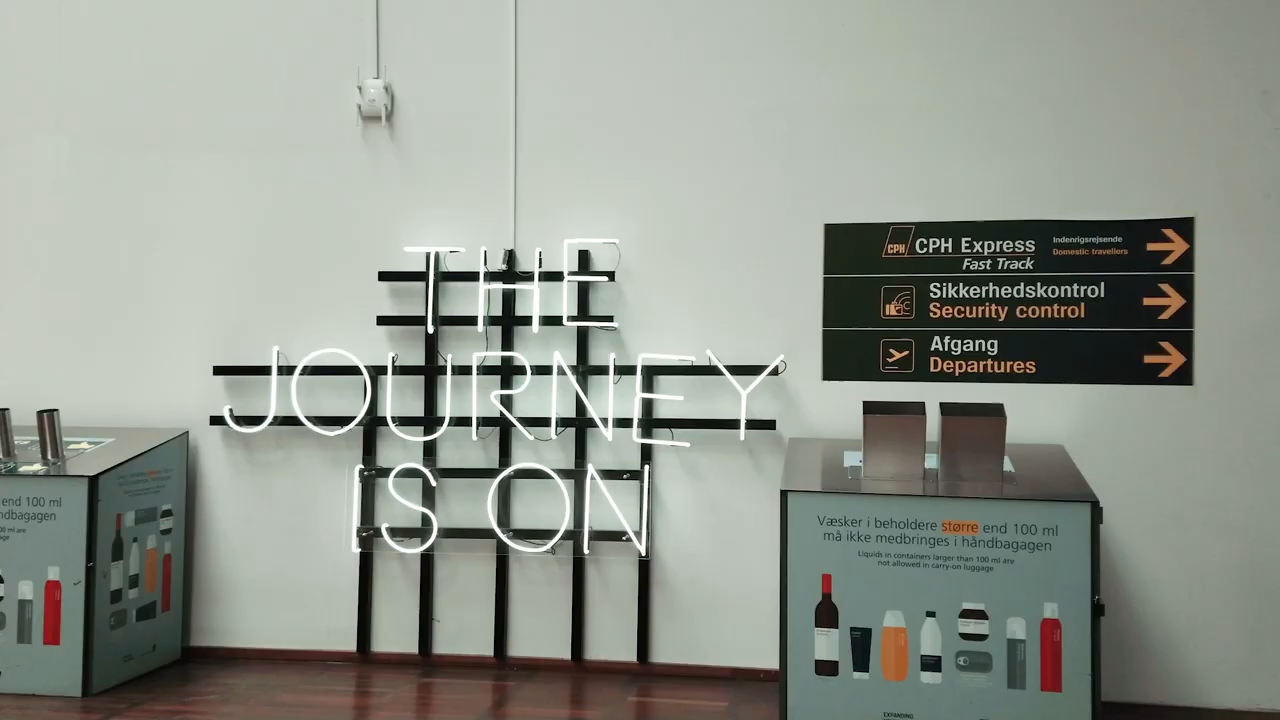 THE
JOURNEY
IS ON
CPH
CPH Express
Fast Track
Indenrigsrejsende
Domestic travellers
Sikkerhedskontrol
Security control
Afgang
Departures
end 100 ml
ndbagagen
Væsker i beholdere større end 100 ml
må ikke medbringes i håndbagagen
Liquids in containers larger than 100 ml are
not allowed in carry-on luggage
EXPANDING